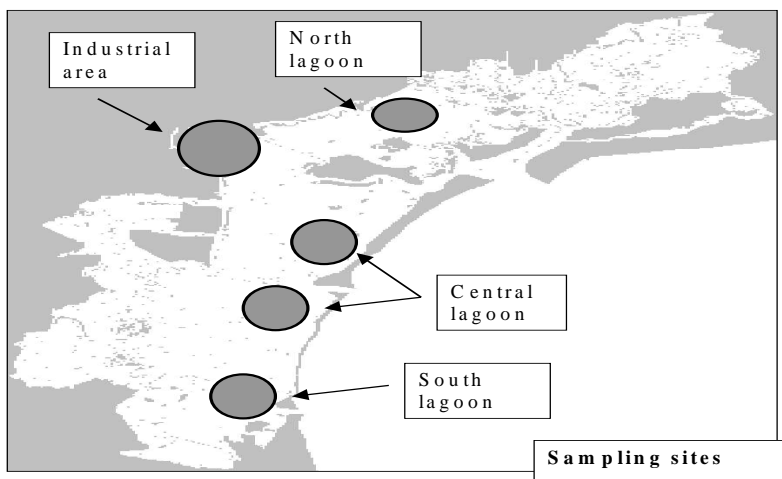 Industrial
area
North
lagoon
Central
lagoon
South
lagoon
Sampling sites